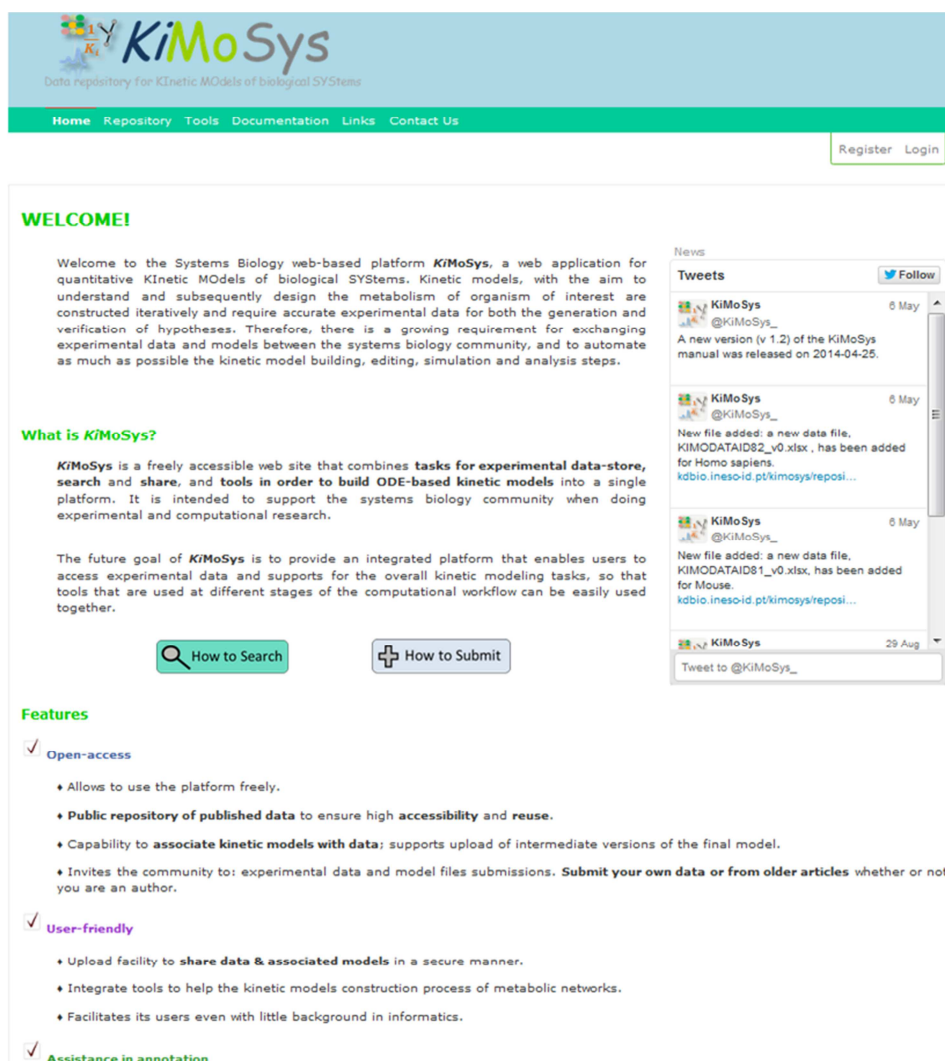 1
Ki
KiMoSys
Data repository for KInetic MOdels of biological SYStems
Home Repository Tools Documentation Links Contact Us
Register Login
WELCOME!
Welcome to the Systems Biology web-based platform KiMoSys, a web application for
quantitative KInetic MOdels of biological SYStems. Kinetic models, with the aim to
understand and subsequently design the metabolism of organism of interest are
constructed iteratively and require accurate experimental data for both the generation and
verification of hypotheses. Therefore, there is a growing requirement for exchanging
experimental data and models between the systems biology community, and to automate
as much as possible the kinetic model building, editing, simulation and analysis steps.
What is KiMoSys?
KiMoSys is a freely accessible web site that combines tasks for experimental data-store,
search and share, and tools in order to build ODE-based kinetic models into a single
platform. It is intended to support the systems biology community when doing
experimental and computational research.
The future goal of KiMoSys is to provide an integrated platform that enables users to
access experimental data and supports for the overall kinetic modeling tasks, so that
tools that are used at different stages of the computational workflow can be easily used
together.
How to Search
How to Submit
News
Tweets
Follow
KiMoSys 6 May
@KiMoSys_
A new version (v 1.2) of the KiMoSys
manual was released on 2014-04-25.
KiMoSys 6 May
@KiMoSys_
New file added: a new data file,
KIMODATAID82_v0.xlsx , has been added
for Homo sapiens.
kdbio.inesc-id.pt/kimosys/reposi...
KiMoSys 6 May
@KiMoSys_
New file added: a new data file,
KIMODATAID81_v0.xlsx, has been added
for Mouse.
kdbio.inesc-id.pt/kimosys/reposi...
KiMoSys 29 Aug
Tweet to @KiMoSys_
Features
Open-access
♦ Allows to use the platform freely.
♦ Public repository of published data to ensure high accessibility and reuse.
♦ Capability to associate kinetic models with data; supports upload of intermediate versions of the final model.
♦ Invites the community to: experimental data and model files submissions. Submit your own data or from older articles whether or not
you are an author.
User-friendly
♦ Upload facility to share data & associated models in a secure manner.
♦ Integrate tools to help the kinetic models construction process of metabolic networks.
♦ Facilitates its users even with little background in informatics.
Assistance in annotation